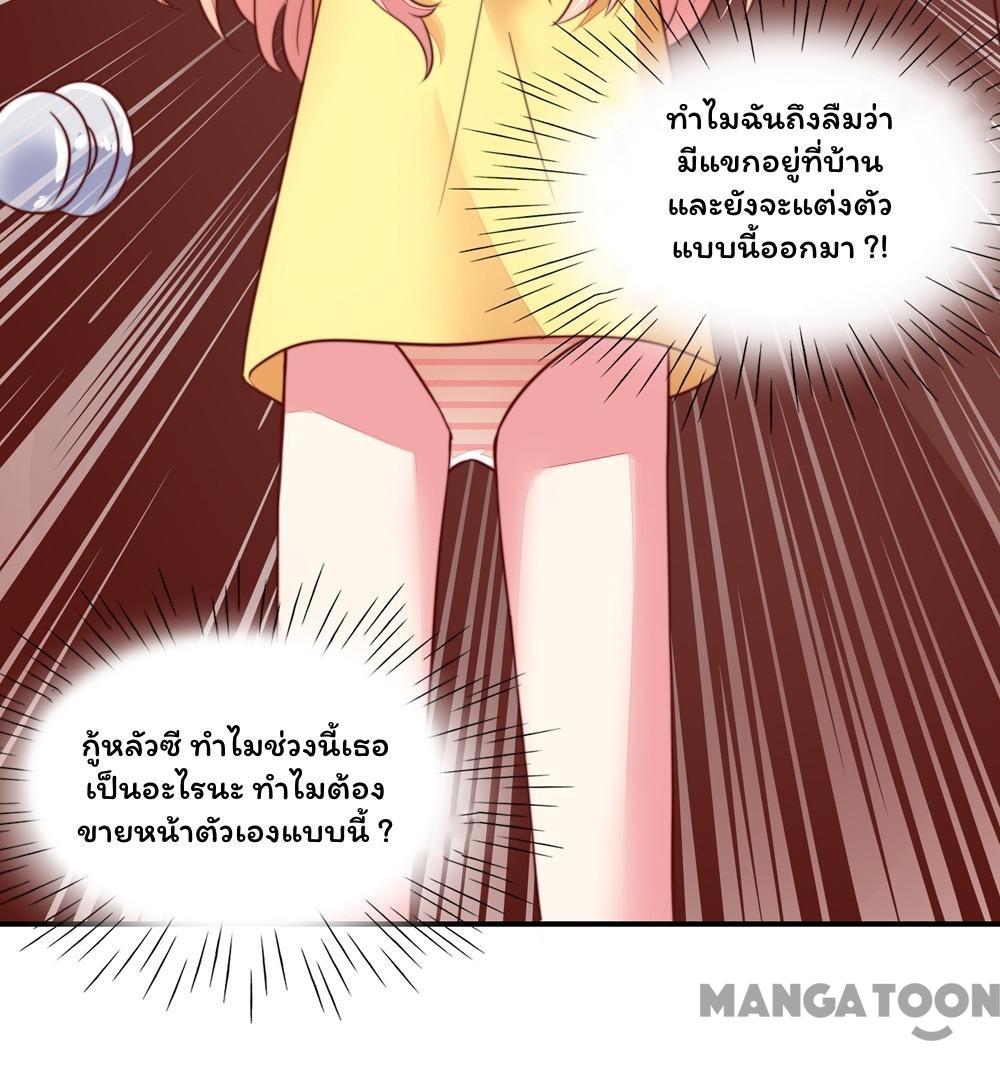 ทำไมฉันถึงลืมว่า
มีแขกอยู่ที่บ้าน
และยังจะแต่งตัว
แบบนี้ออกมา ?!
กู้หลัวซี ทำไมช่วงนี้เธอ
เป็นอะไรนะ ทำไมต้อง
ขายหน้าตัวเองแบบนี้ ?
MANGATOON